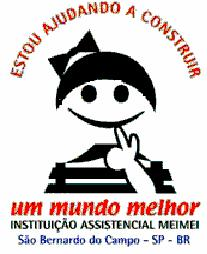 ESTOU AJUDANDO A CONSTRUIR
um mundo melhor
INSTITUIÇÃO ASSISTENCIAL MEIMEI
São Bernardo do Campo - SP - BR